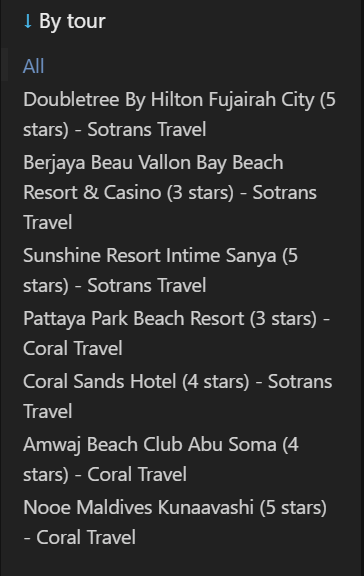 ↓ By tour
All
Doubletree By Hilton Fujairah City (5
stars) - Sotrans Travel
Berjaya Beau Vallon Bay Beach
Resort & Casino (3 stars) - Sotrans
Travel
Sunshine Resort Intime Sanya (5
stars) - Sotrans Travel
Pattaya Park Beach Resort (3 stars) -
Coral Travel
Coral Sands Hotel (4 stars) - Sotrans
Travel
Amwaj Beach Club Abu Soma (4
stars) - Coral Travel
Nooe Maldives Kunaavashi (5 stars)
- Coral Travel